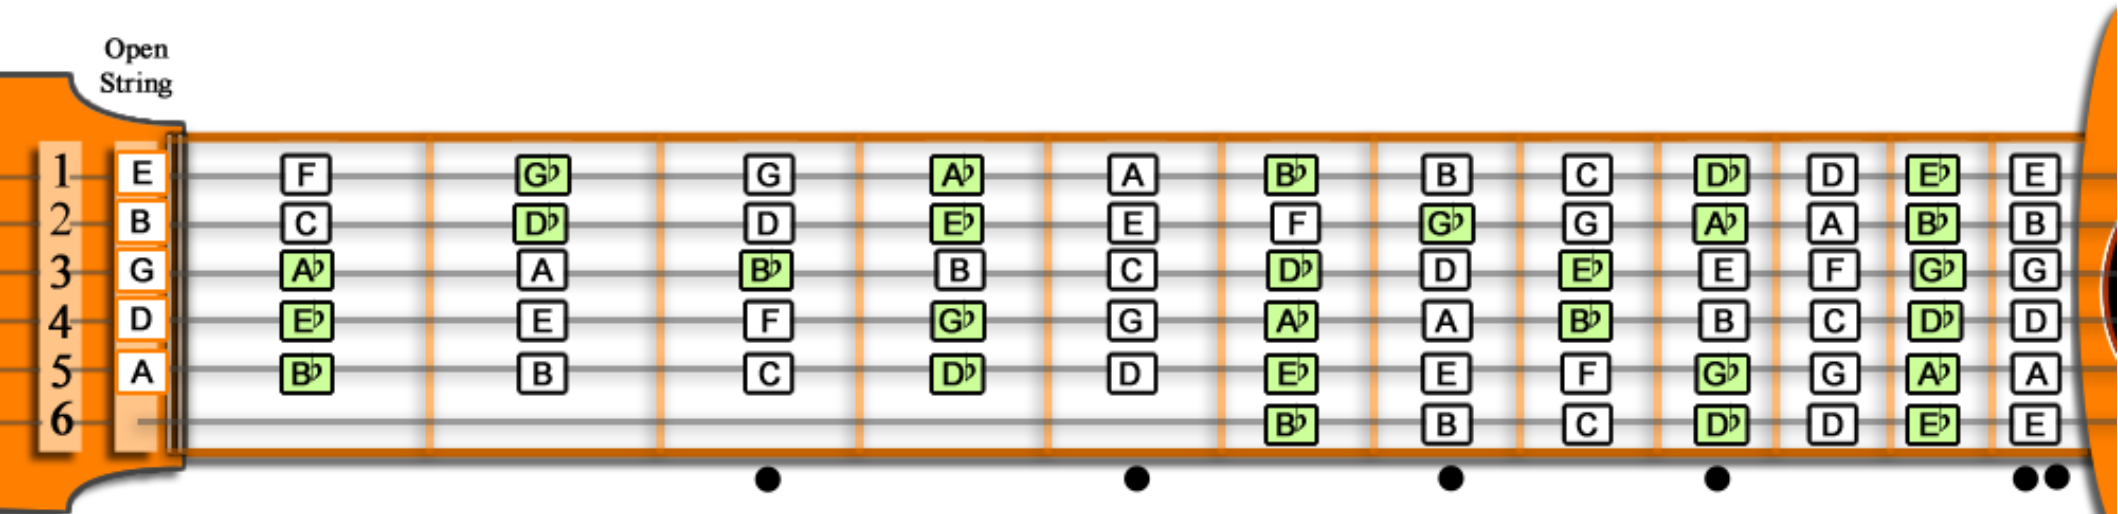 Open
String
1 E F G♭ G A♭ A B♭ B C D♭ D E♭ E
2 B C D♭ D E♭ E F G♭ G A♭ A B♭ B
3 G A♭ A B♭ B C D♭ D E♭ E F G♭ G
4 D E♭ E F G♭ G A♭ A B♭ B C D♭ D
5 A B♭ B C D♭ D E♭ E F G♭ G A♭ A
6 B♭ B C D♭ D E♭ E